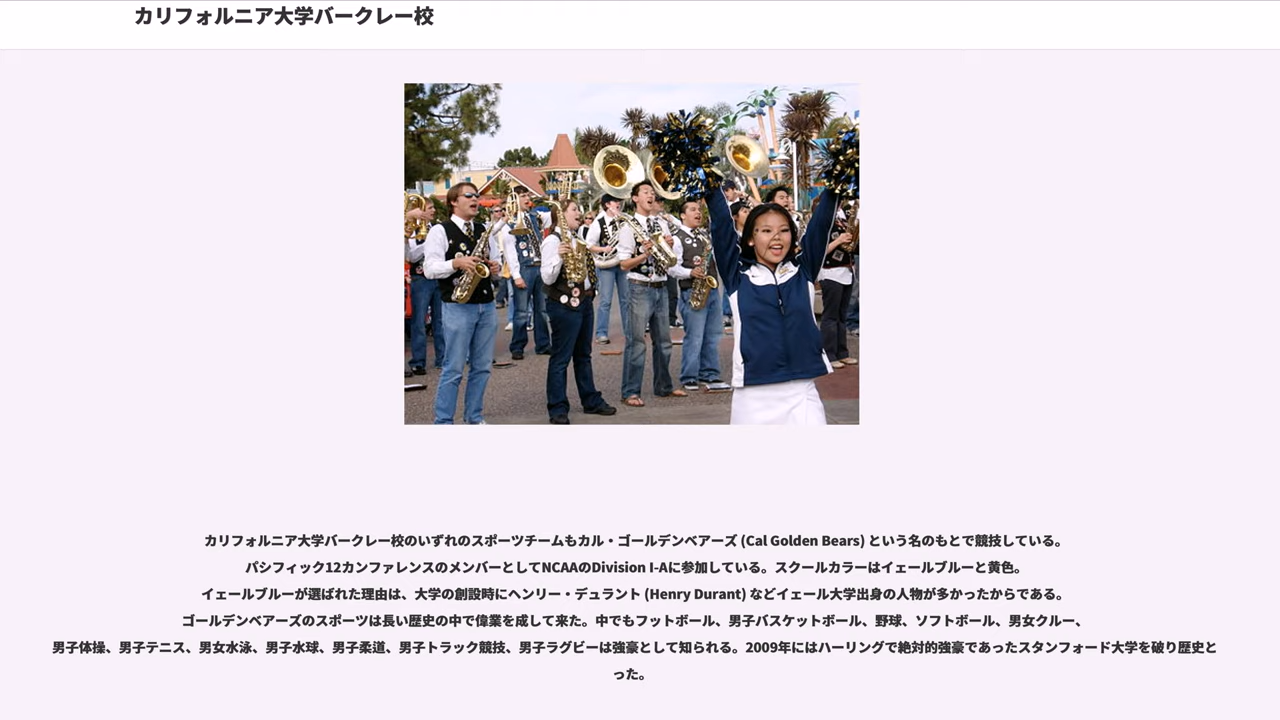 カリフォルニア大学バークレー校
カリフォルニア大学バークレー校のいずれのスポーツチームもカル・ゴールデンベアーズ (Cal Golden Bears) という名のもとで競技している。
パシフィック12カンファレンスのメンバーとしてNCAAのDivision I-Aに参加している。スクールカラーはイェールブルーと黄色。
イェールブルーが選ばれた理由は、大学の創設時にヘンリー・デュラント (Henry Durant) などイェール大学出身の人物が多かったからである。
ゴールデンベアーズのスポーツは長い歴史の中で偉業を成して来た。中でもフットボール、男子バスケットボール、野球、ソフトボール、男女クルー、
男子体操、男子テニス、男女水泳、男子水球、男子柔道、男子トラック競技、男子ラグビーは強豪として知られる。2009年にはハーリングで絶対的強豪であったスタンフォード大学を破り歴史と
った。